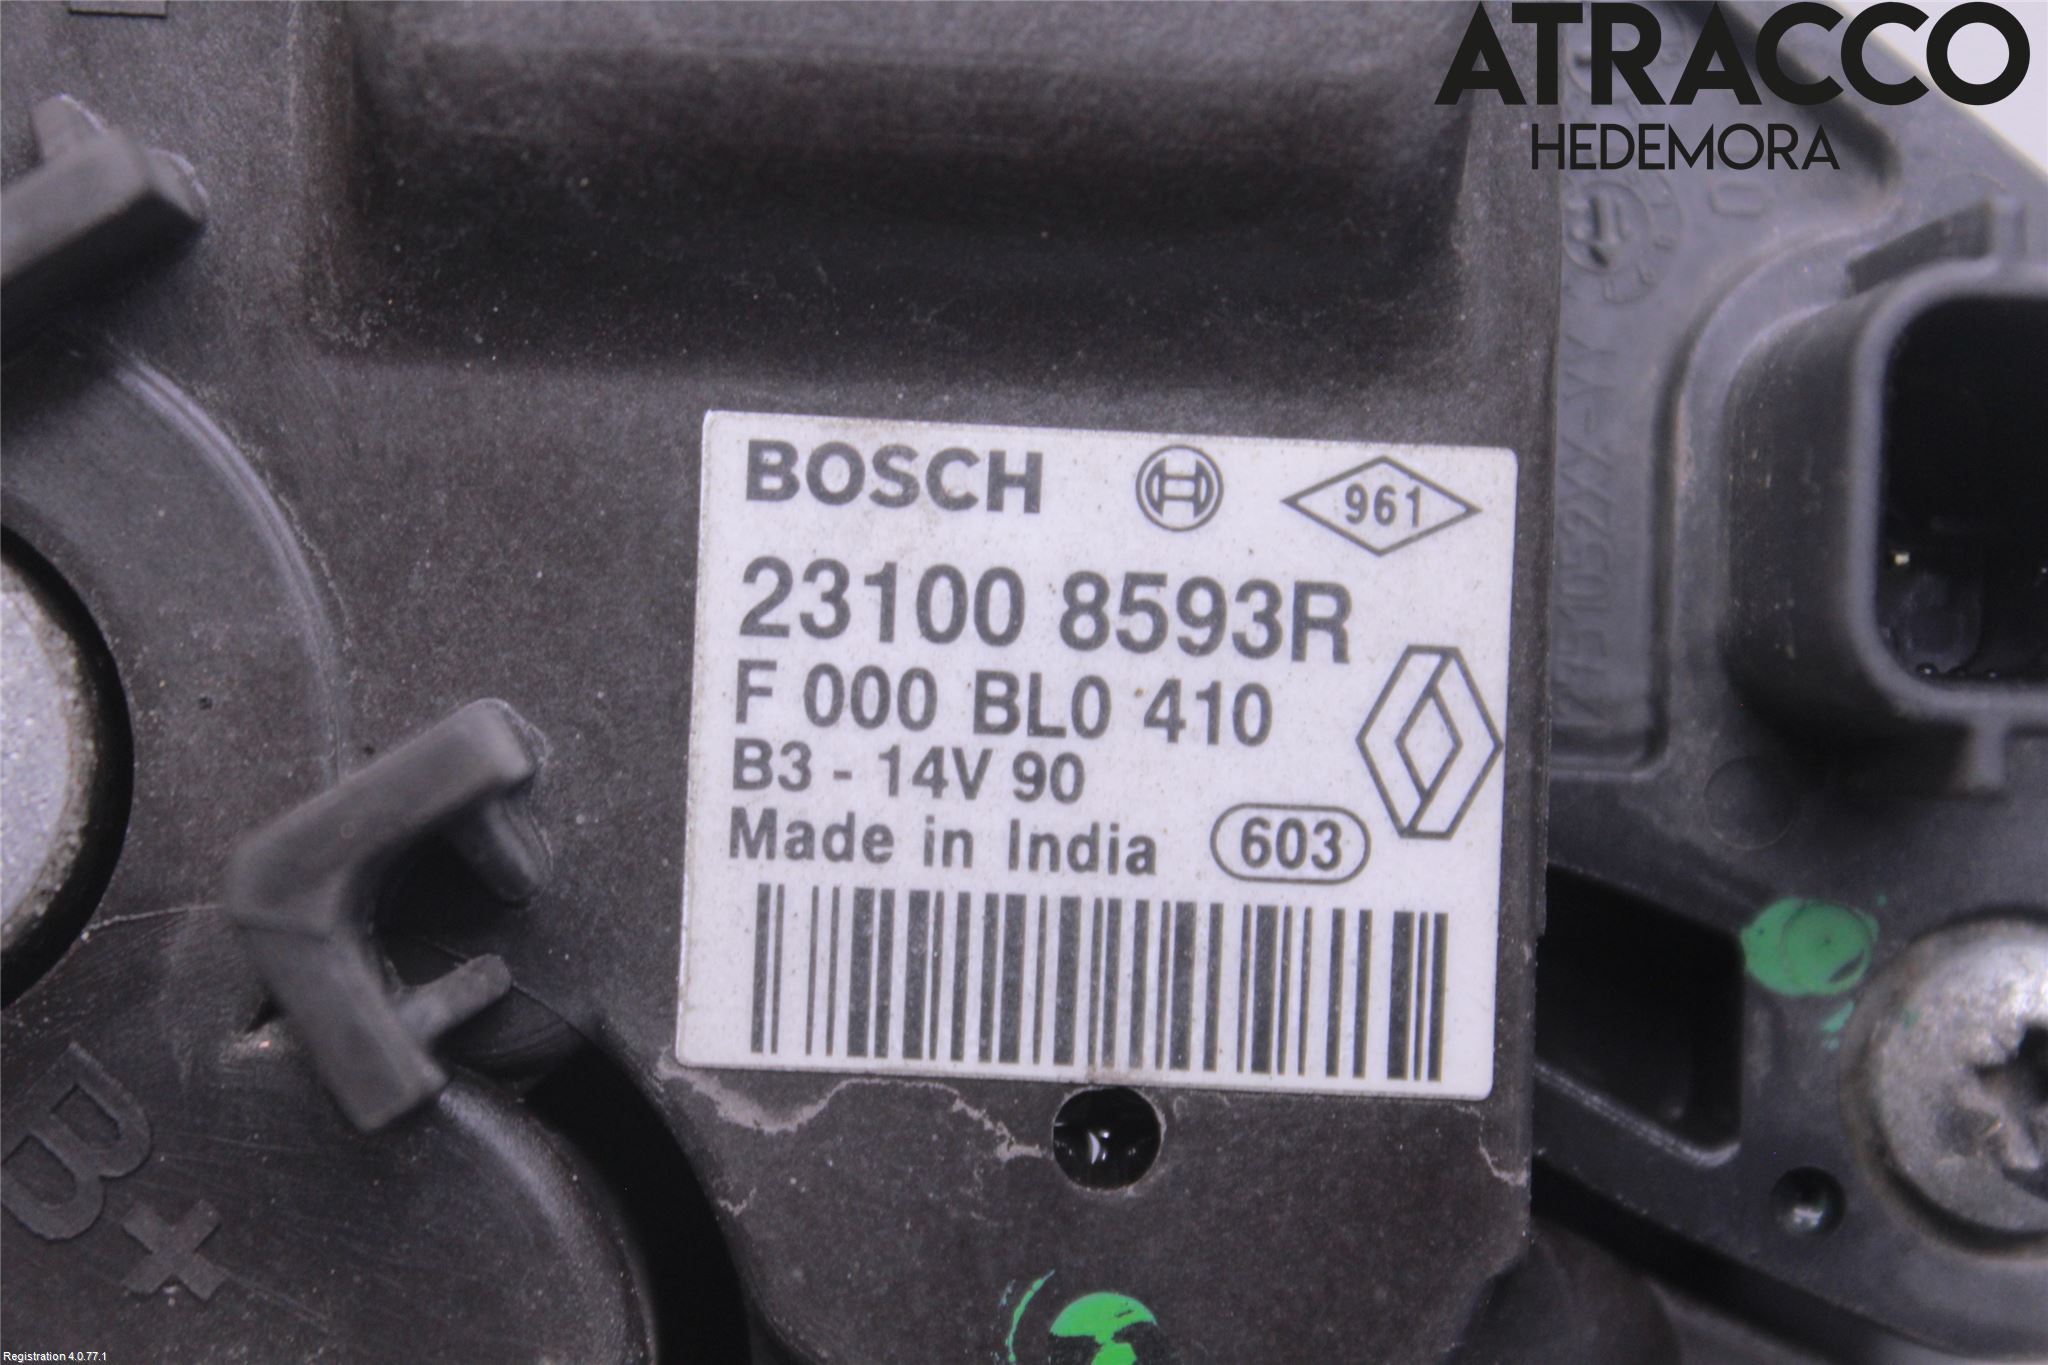 ATRACCO
HEDEMORA
BOSCH
961
23100 8593R
F 000 BL0 410
B3 - 14V 90
Made in India 603
B+
Registration 4.0.77.1